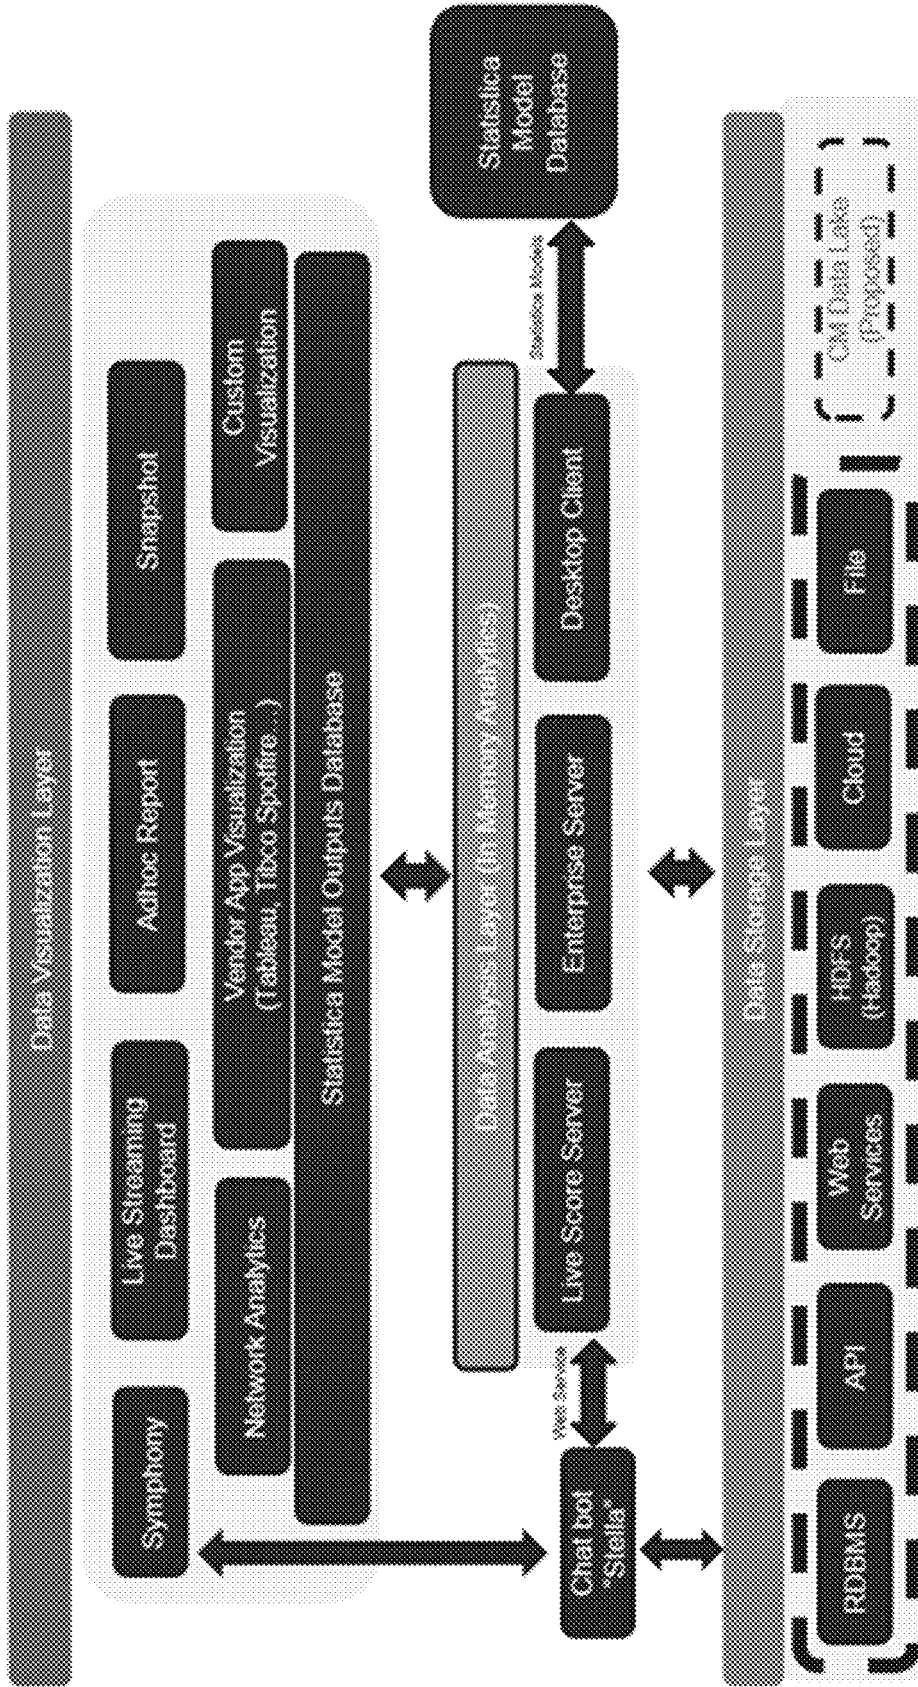 Data Visualization Layer
Symphony
Live Streaming
Dashboard
Adhoc Report
Snapshot
Network Analytics
Vendor App Visualization
(Tableau, Tibco Spotfire...)
Custom
Visualization
Statistica Model Outputs Database
Data Analysis Layer (In Memory Analytics)
Chat bot
"Stella"
Web Service
Live Score Server
Enterprise Server
Desktop Client
Statistica Models
Statistica
Model
Database
Data Storage Layer
RDBMS
API
Web
Services
HDFS
(Hadoop)
Cloud
File
CM Data Lake
(Proposed)